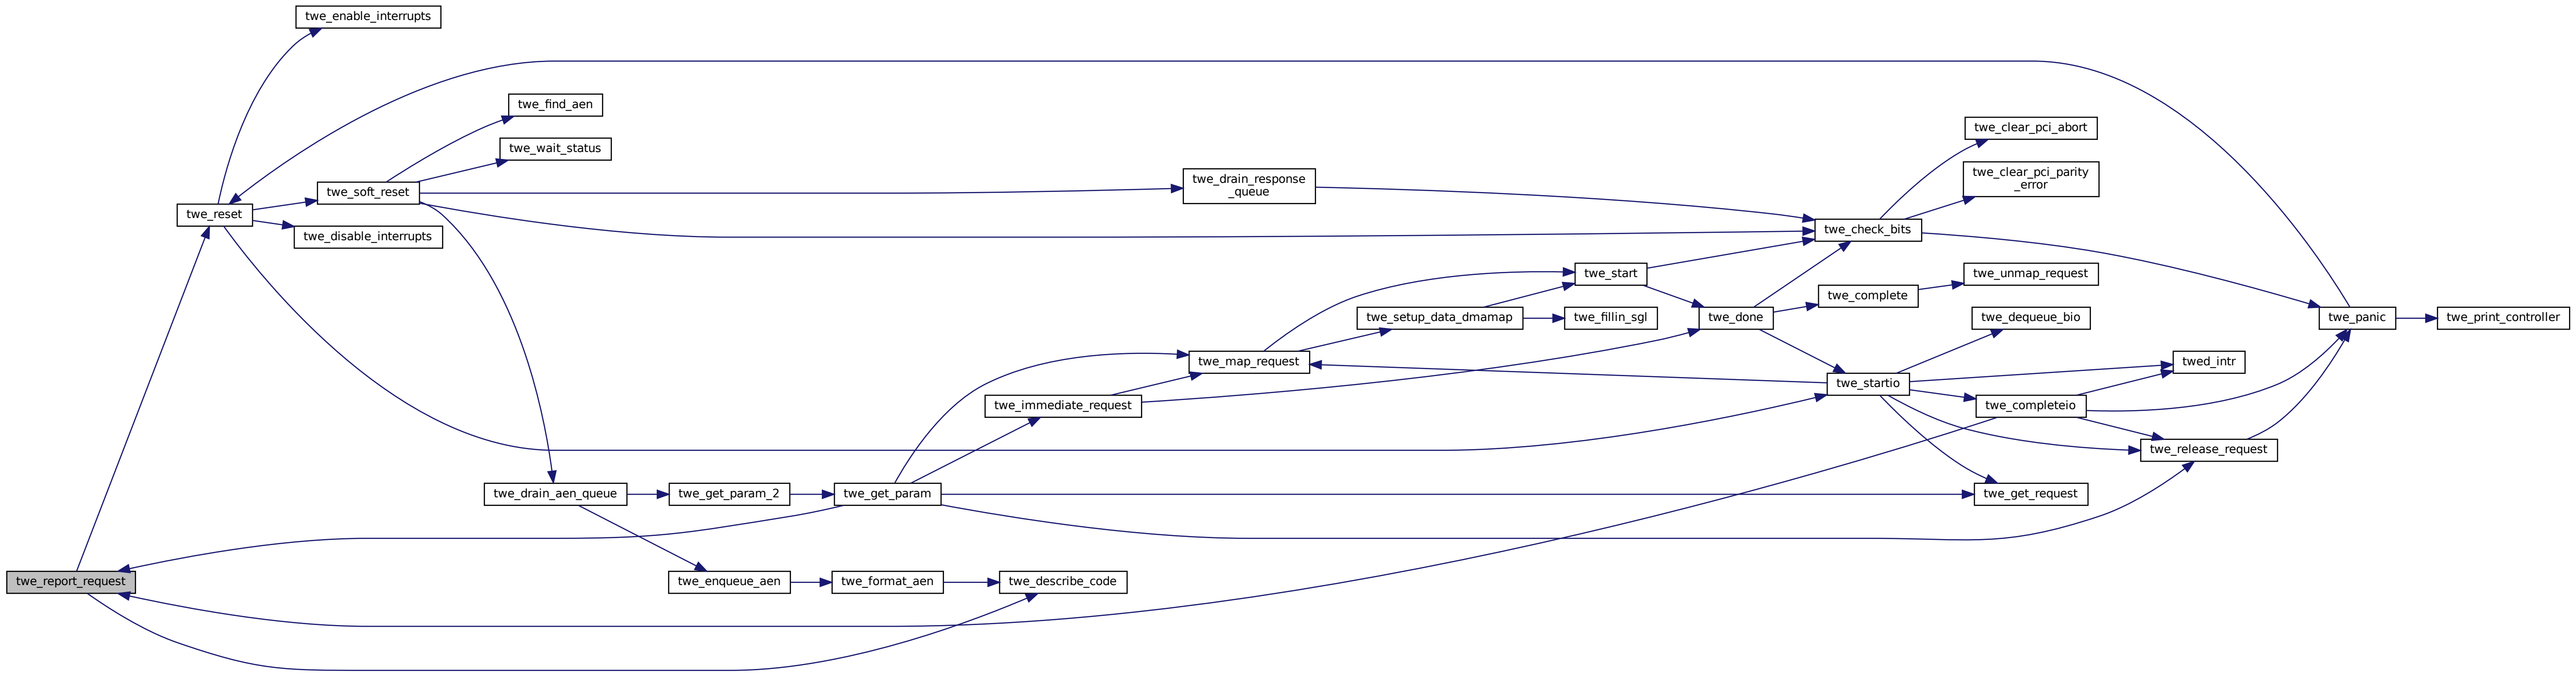 twe_enable_interrupts
twe_find_aen
twe_wait_status
twe_soft_reset
twe_reset
twe_disable_interrupts
twe_drain_response
_queue
twe_clear_pci_abort
twe_clear_pci_parity
_error
twe_check_bits
twe_start
twe_unmap_request
twe_complete
twe_setup_data_dmamap
twe_fillin_sgl
twe_done
twe_dequeue_bio
twe_panic
twe_print_controller
twe_map_request
twed_intr
twe_startio
twe_immediate_request
twe_completeio
twe_release_request
twe_drain_aen_queue
twe_get_param_2
twe_get_param
twe_get_request
twe_report_request
twe_enqueue_aen
twe_format_aen
twe_describe_code